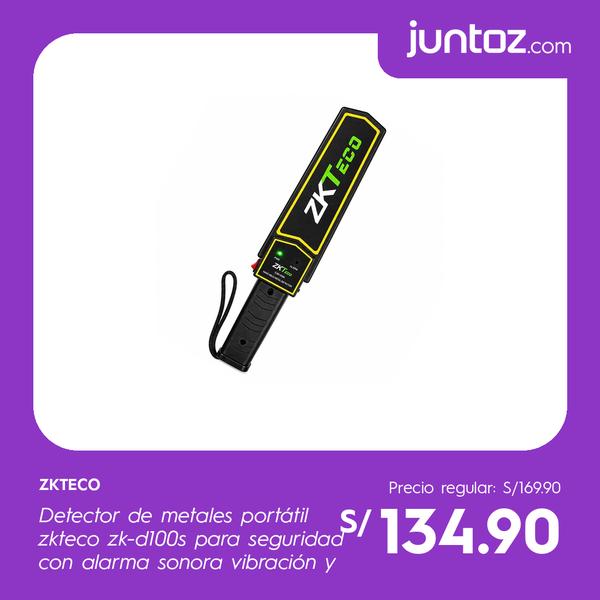 juntoz.com
ZKTECO
ZKTECO
ZKTECO
Precio regular: S/169.90
Detector de metales portátil
zkteco zk-d100s para seguridad
con alarma sonora vibración y
S/134.90